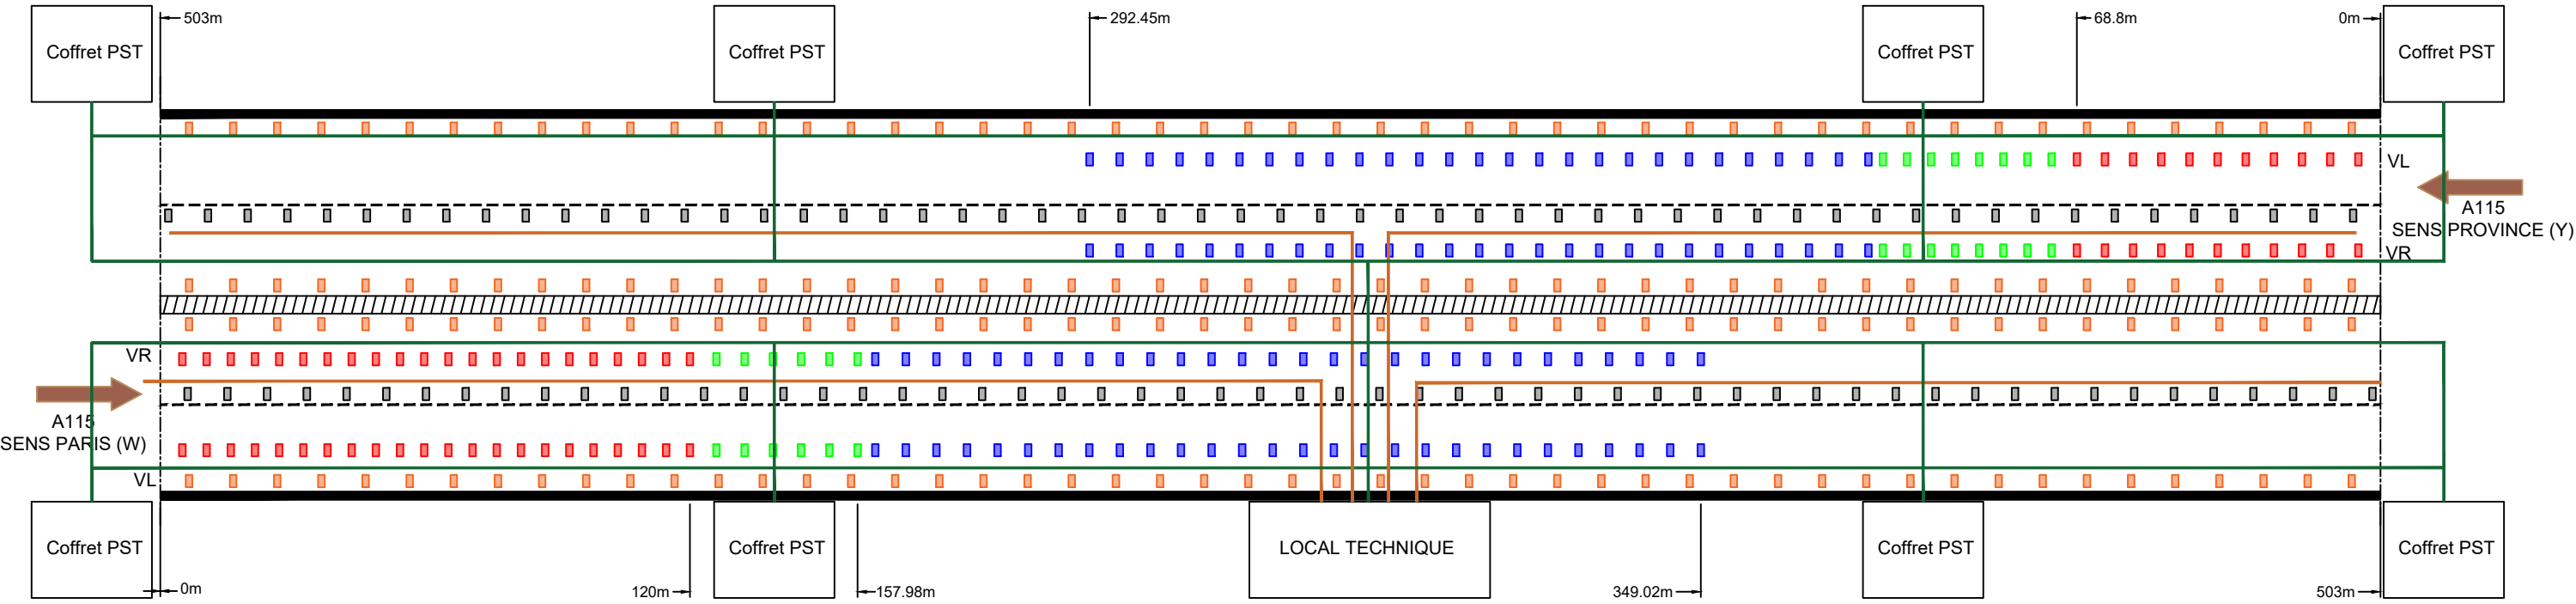 503m
292.45m
68.8m
0m
Coffret PST
Coffret PST
Coffret PST
Coffret PST
VL
A115
SENS PROVINCE (Y)
VR
VR
A115
SENS PARIS (W)
VL
Coffret PST
Coffret PST
LOCAL TECHNIQUE
Coffret PST
Coffret PST
0m
120m
157.98m
349.02m
503m